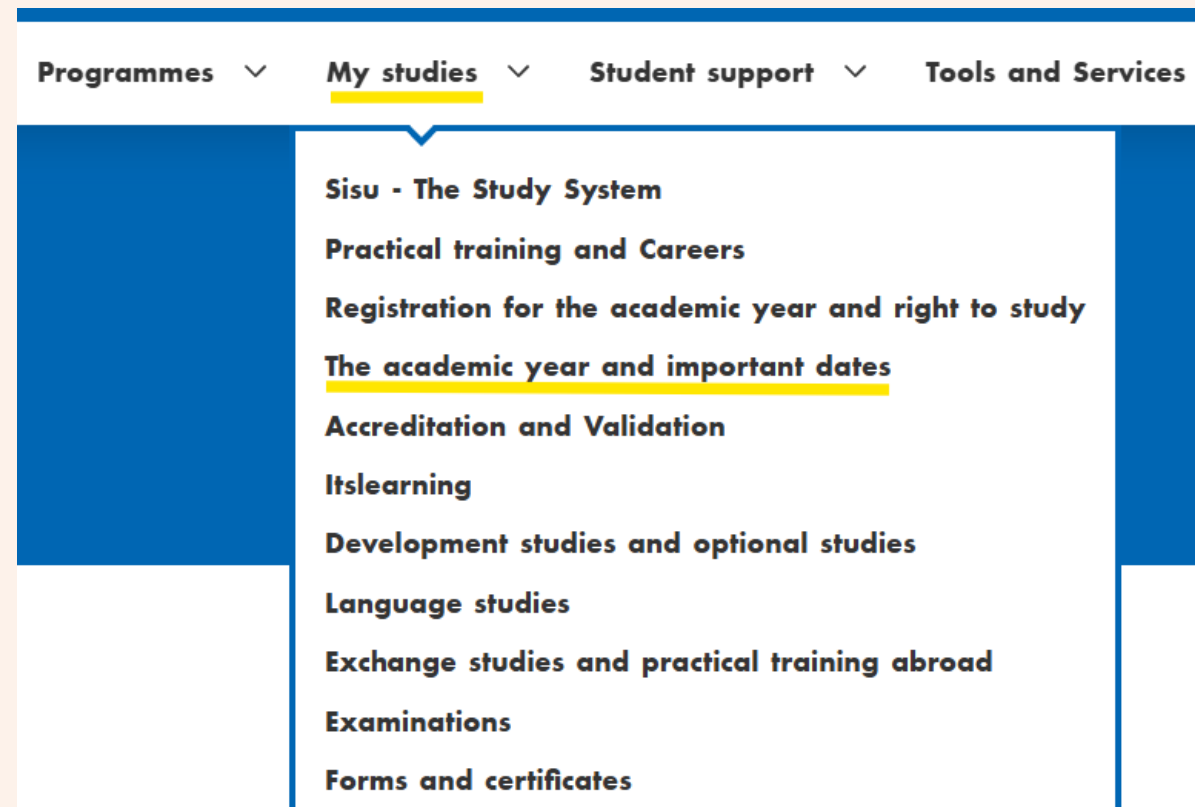 Programmes My studies Student support Tools and Services
Sisu - The Study System
Practical training and Careers
Registration for the academic year and right to study
The academic year and important dates
Accreditation and Validation
Itslearning
Development studies and optional studies
Language studies
Exchange studies and practical training abroad
Examinations
Forms and certificates